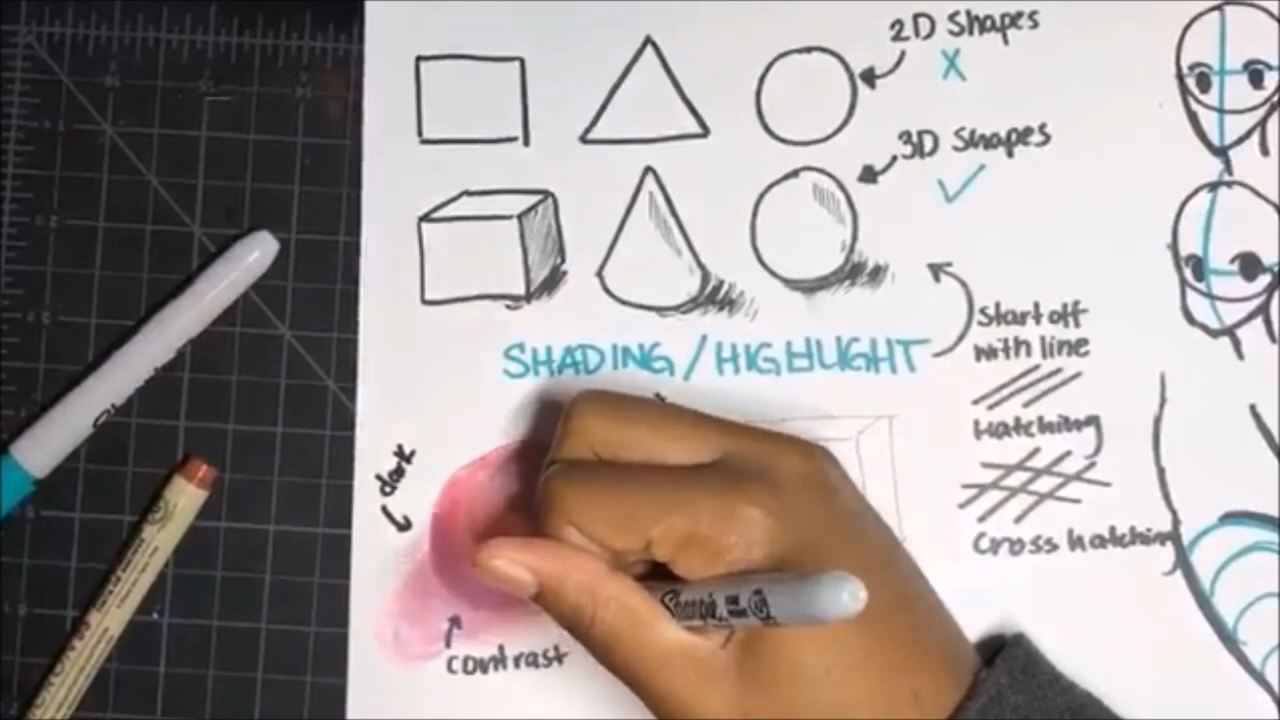 2D Shapes
X
3D Shapes
✓
Start off
with line
SHADING/HIGHLIGHT
Hatching
dark
Cross hatching
Sharpie
contrast